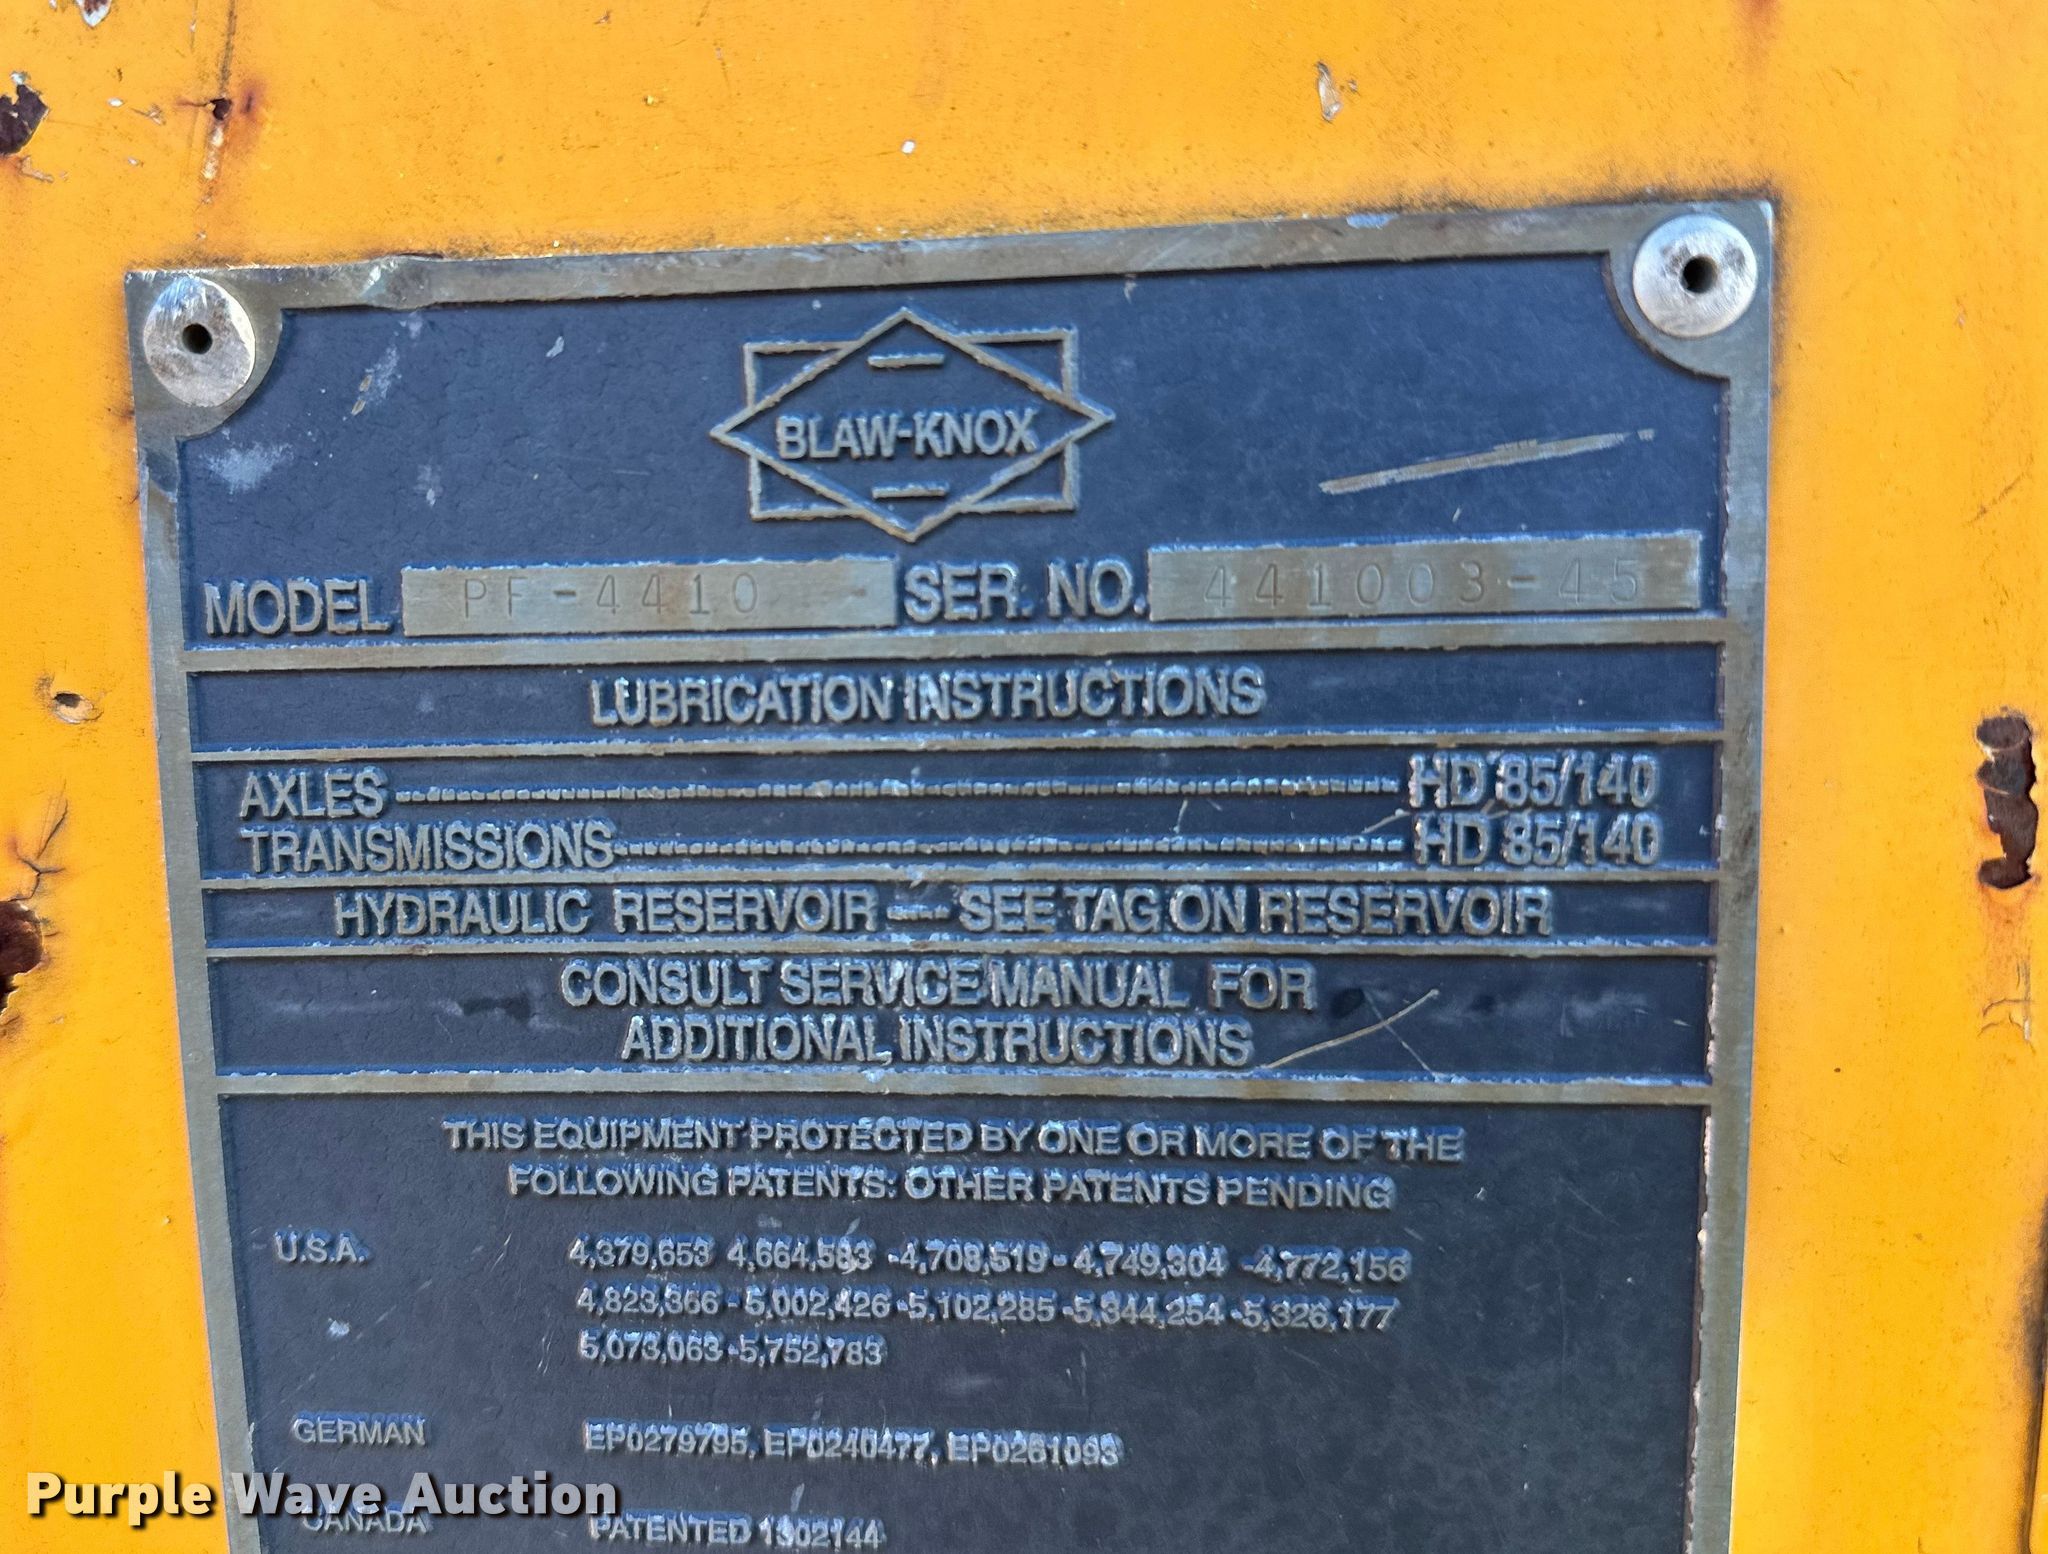 BLAW-KNOX
MODEL PF-4410 SER. NO. 441003-45
LUBRICATION INSTRUCTIONS
AXLES HD 85/140
TRANSMISSIONS HD 85/140
HYDRAULIC RESERVOIR — SEE TAG ON RESERVOIR
CONSULT SERVICE MANUAL FOR
ADDITIONAL INSTRUCTIONS
THIS EQUIPMENT PROTECTED BY ONE OR MORE OF THE
FOLLOWING PATENTS: OTHER PATENTS PENDING
U.S.A. 4,379,653 4,664,583 -4,708,519- 4,749,304 -4,772,156
4,823,366 -5,002,426 -5,102,285 -5,344,254 -5,326,177
5,073,063 -5,752,783
GERMAN EP0279795, EP0240477, EP0261093
CANADA PATENTED 1302144
Purple Wave Auction